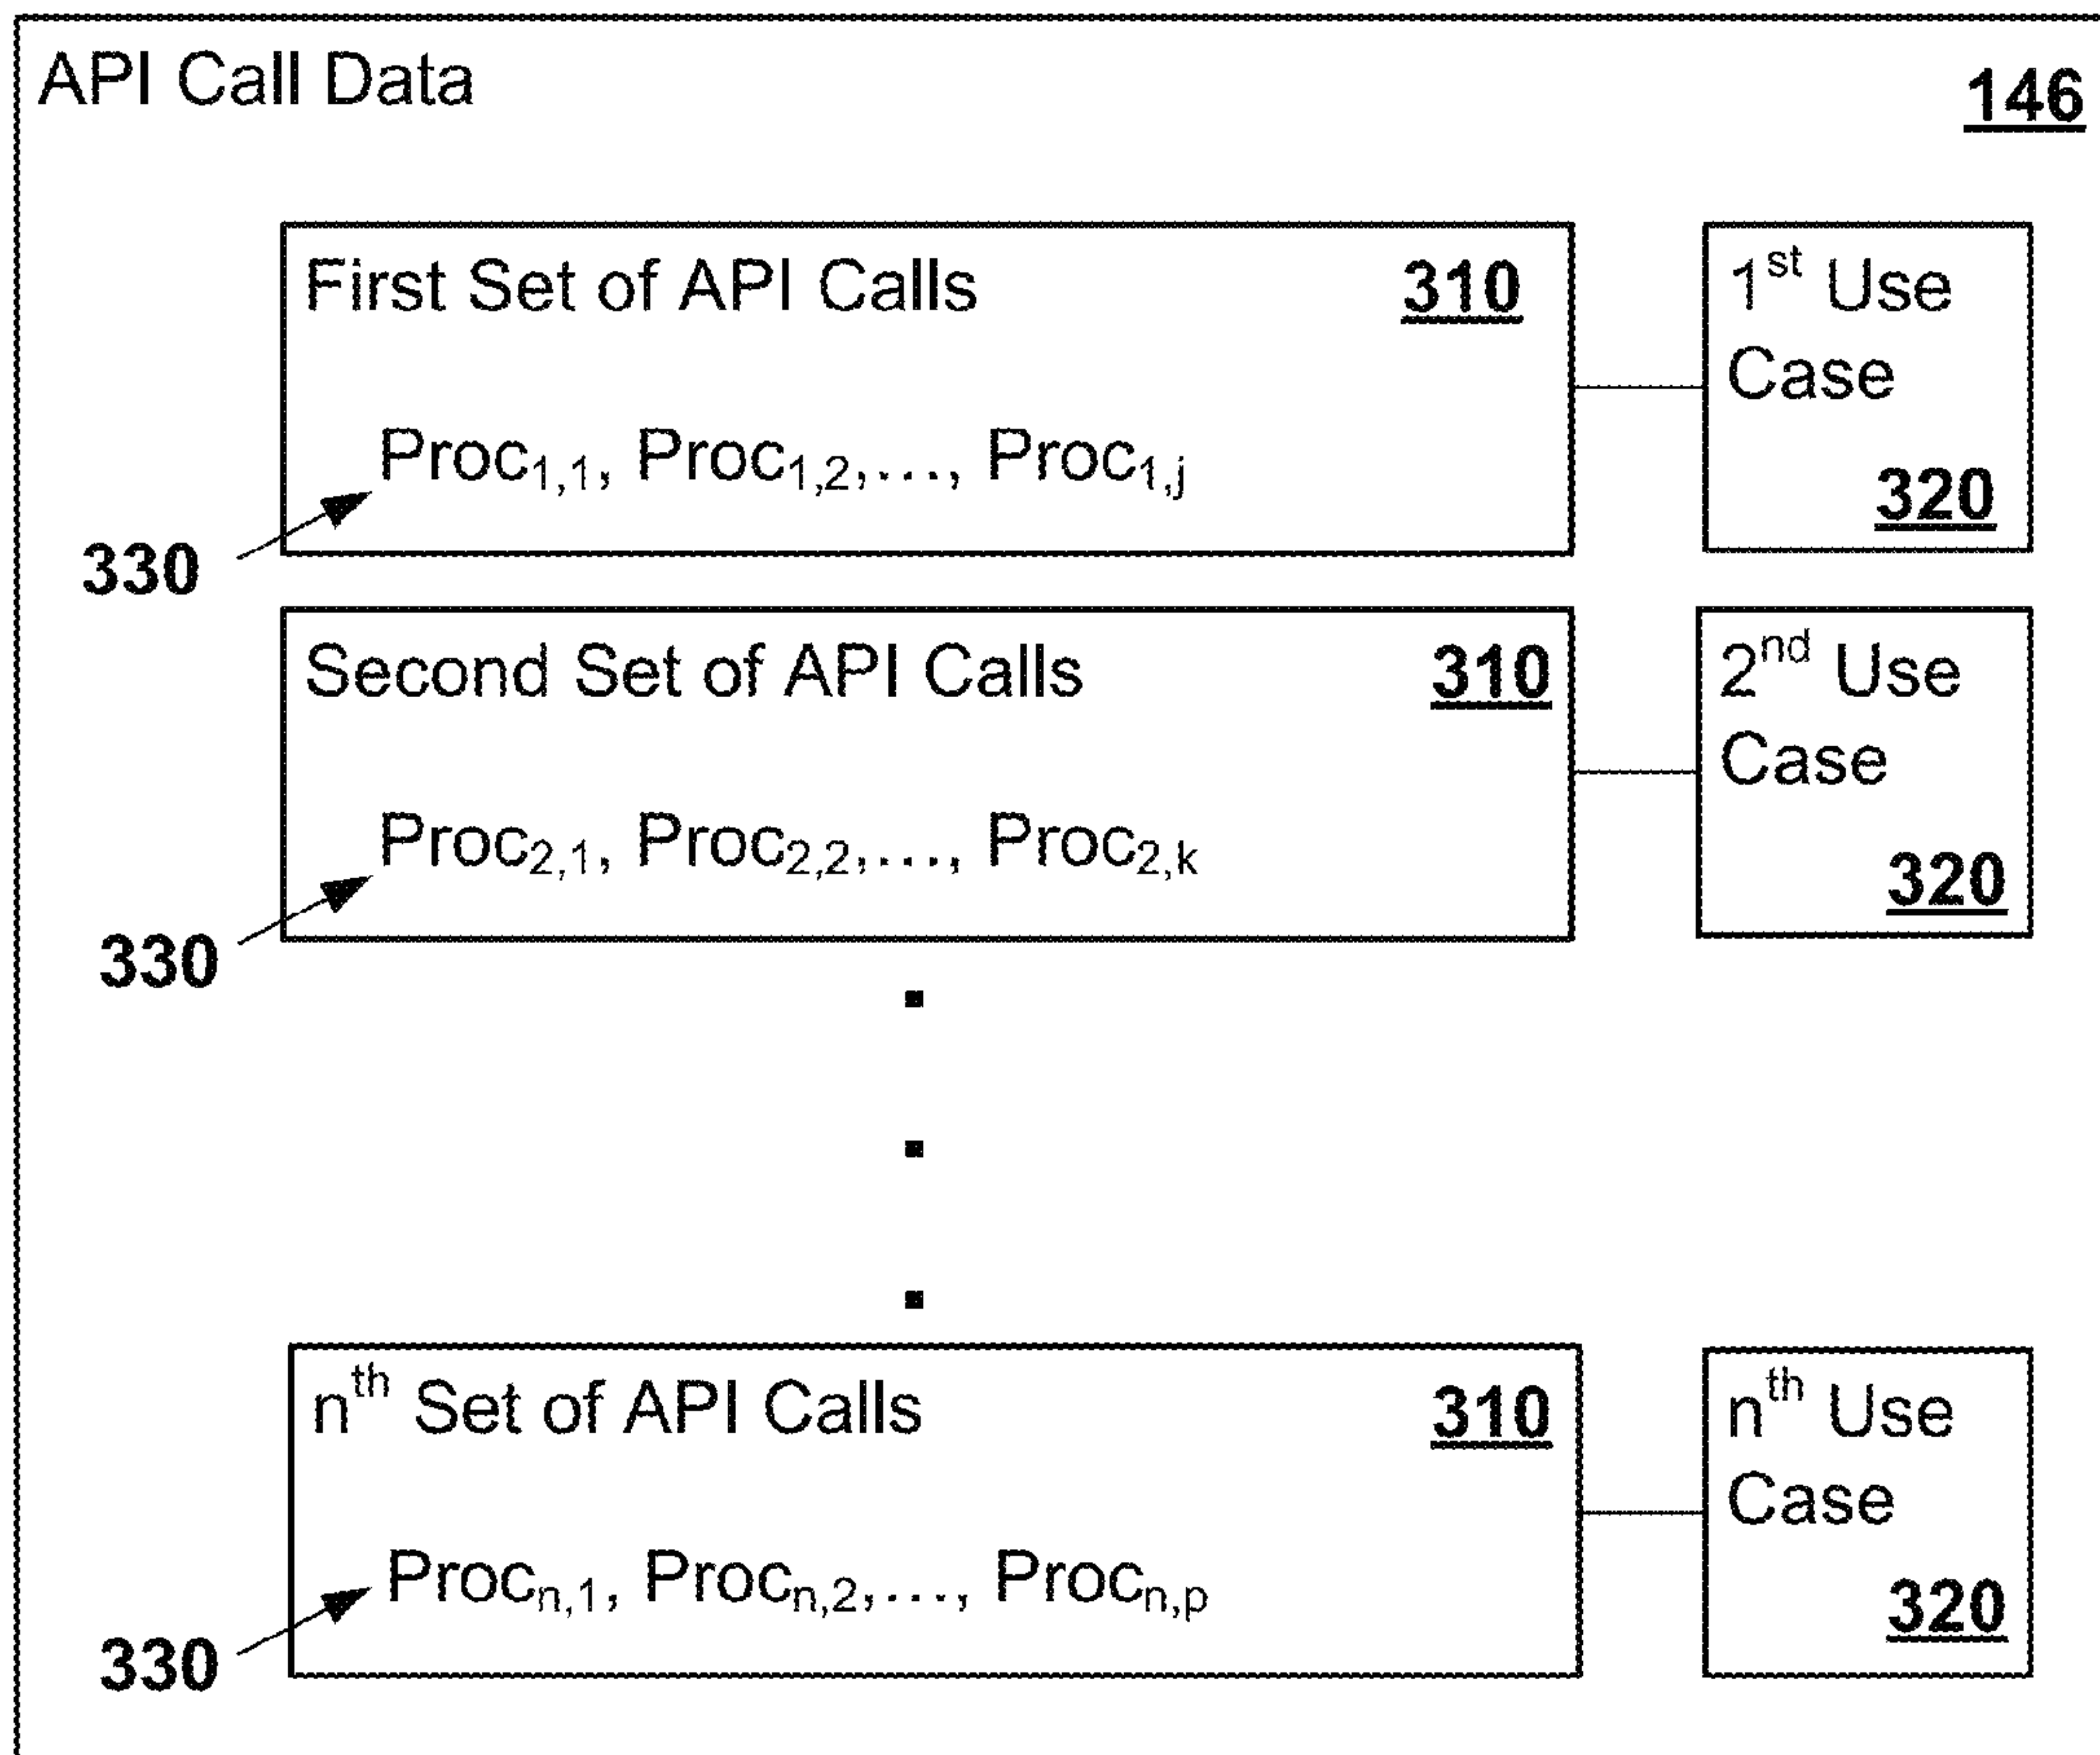 API Call Data 146
First Set of API Calls 310
Proc1,1, Proc1,2,..., Proc1,j
330
1st Use
Case
320
Second Set of API Calls 310
Proc2,1, Proc2,2,..., Proc2,k
330
2nd Use
Case
320
nth Set of API Calls 310
Procn,1, Procn,2,..., Procn,p
330
nth Use
Case
320